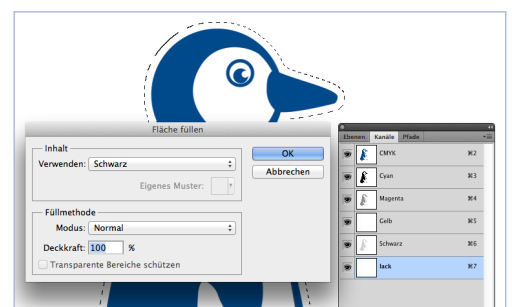 Fläche füllen
Inhalt
Verwenden: Schwarz
Eigenes Muster:
OK
Abbrechen
Füllmethode
Modus: Normal
Deckkraft: 100 %
Transparente Bereiche schützen
Ebenen Kanäle Pfade
CMYK ⌘2
Cyan ⌘3
Magenta ⌘4
Gelb ⌘5
Schwarz ⌘6
lack ⌘7